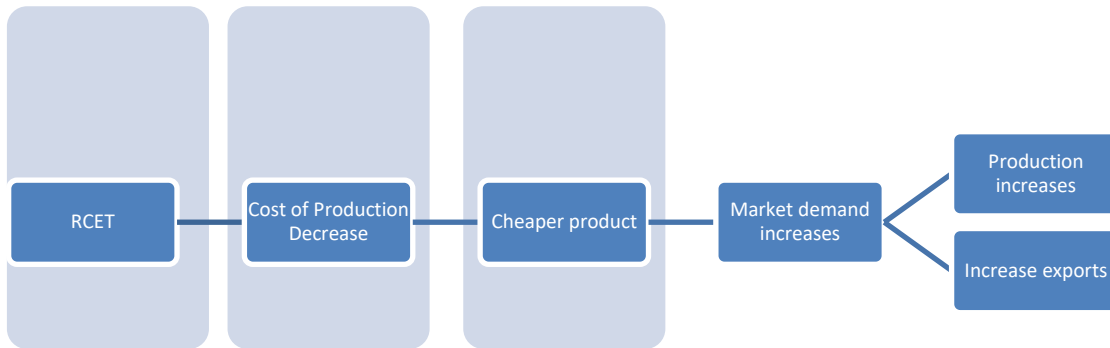 RCET
Cost of Production
Decrease
Cheaper product
Market demand
increases
Production
increases
Increase exports